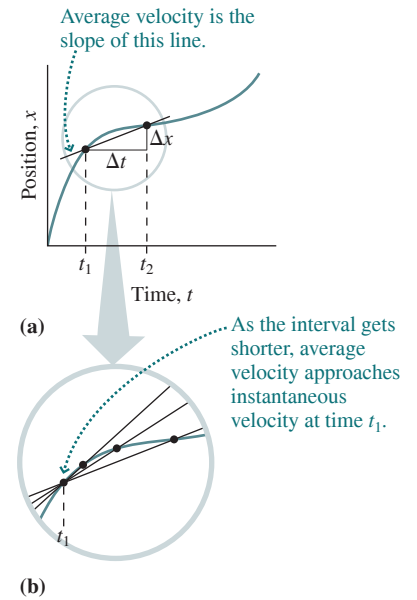 Average velocity is the
slope of this line.
Position, x
Δx
Δt
t₁
t₂
Time, t
(a)
As the interval gets
shorter, average
velocity approaches
instantaneous
velocity at time t₁.
t₁
(b)